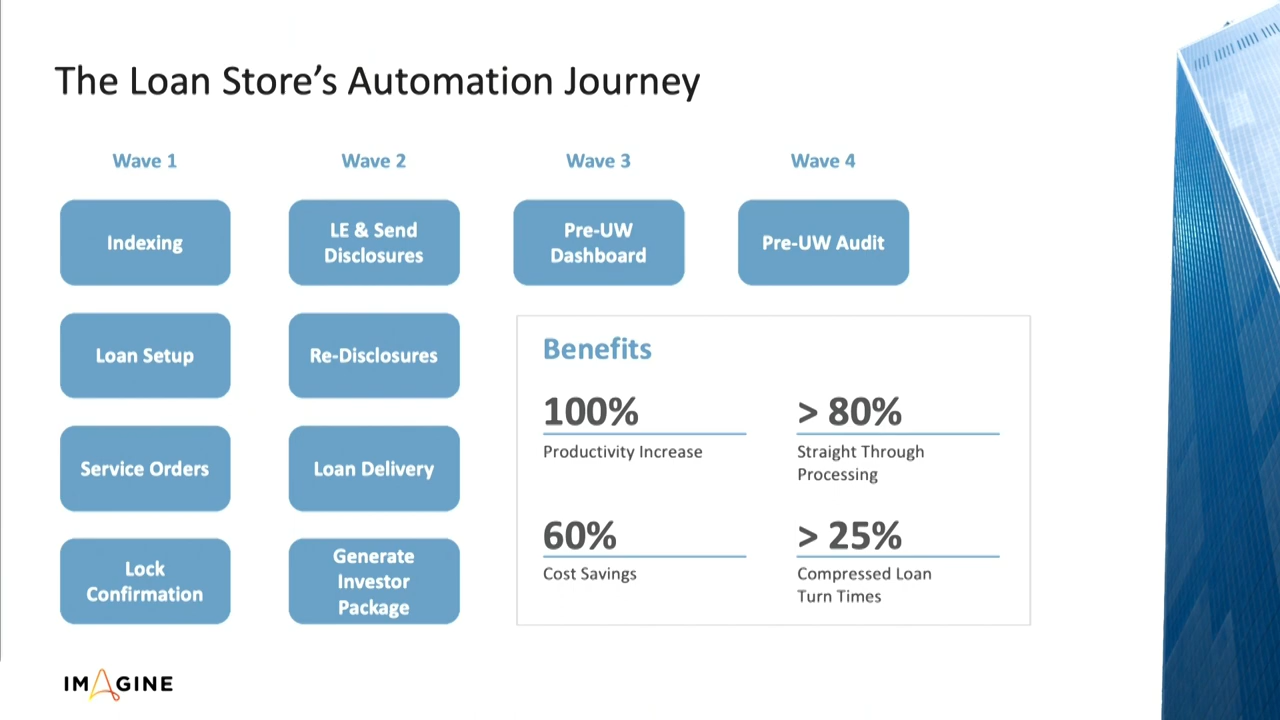 The Loan Store's Automation Journey
Wave 1
Wave 2
Wave 3
Wave 4
Indexing
LE & Send
Disclosures
Pre-UW
Dashboard
Pre-UW Audit
Loan Setup
Re-Disclosures
Service Orders
Loan Delivery
Lock
Confirmation
Generate
Investor
Package
Benefits
100%
Productivity Increase
> 80%
Straight Through
Processing
60%
Cost Savings
> 25%
Compressed Loan
Turn Times
IMAGINE